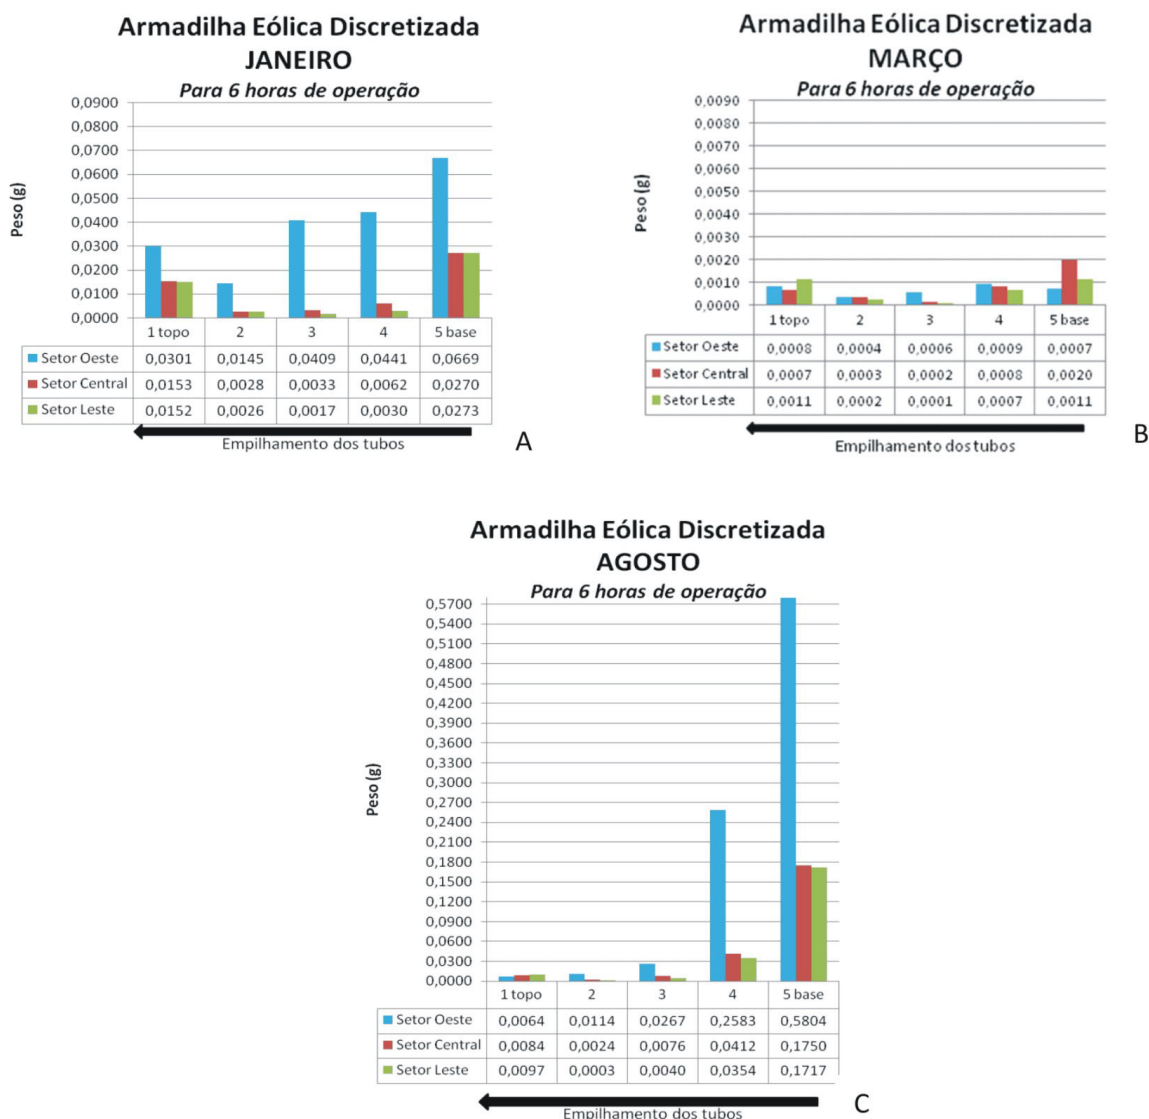 Armadilha Eólica Discretizada
JANEIRO
Para 6 horas de operação
Peso (g)
0,0900
0,0800
0,0700
0,0600
0,0500
0,0400
0,0300
0,0200
0,0100
0,0000
1 topo 2 3 4 5 base
Setor Oeste 0,0301 0,0145 0,0409 0,0441 0,0669
Setor Central 0,0153 0,0028 0,0033 0,0062 0,0270
Setor Leste 0,0152 0,0026 0,0017 0,0030 0,0273
Empilhamento dos tubos
A
Armadilha Eólica Discretizada
MARÇO
Para 6 horas de operação
Peso (g)
0,0090
0,0080
0,0070
0,0060
0,0050
0,0040
0,0030
0,0020
0,0010
0,0000
1 topo 2 3 4 5 base
Setor Oeste 0,0008 0,0004 0,0006 0,0009 0,0007
Setor Central 0,0007 0,0003 0,0002 0,0008 0,0020
Setor Leste 0,0011 0,0002 0,0001 0,0007 0,0011
Empilhamento dos tubos
B
Armadilha Eólica Discretizada
AGOSTO
Para 6 horas de operação
Peso (g)
0,5700
0,5400
0,5100
0,4800
0,4500
0,4200
0,3900
0,3600
0,3300
0,3000
0,2700
0,2400
0,2100
0,1800
0,1500
0,1200
0,0900
0,0600
0,0300
0,0000
1 topo 2 3 4 5 base
Setor Oeste 0,0064 0,0114 0,0267 0,2583 0,5804
Setor Central 0,0084 0,0024 0,0076 0,0412 0,1750
Setor Leste 0,0097 0,0003 0,0040 0,0354 0,1717
Empilhamento dos tubos
C